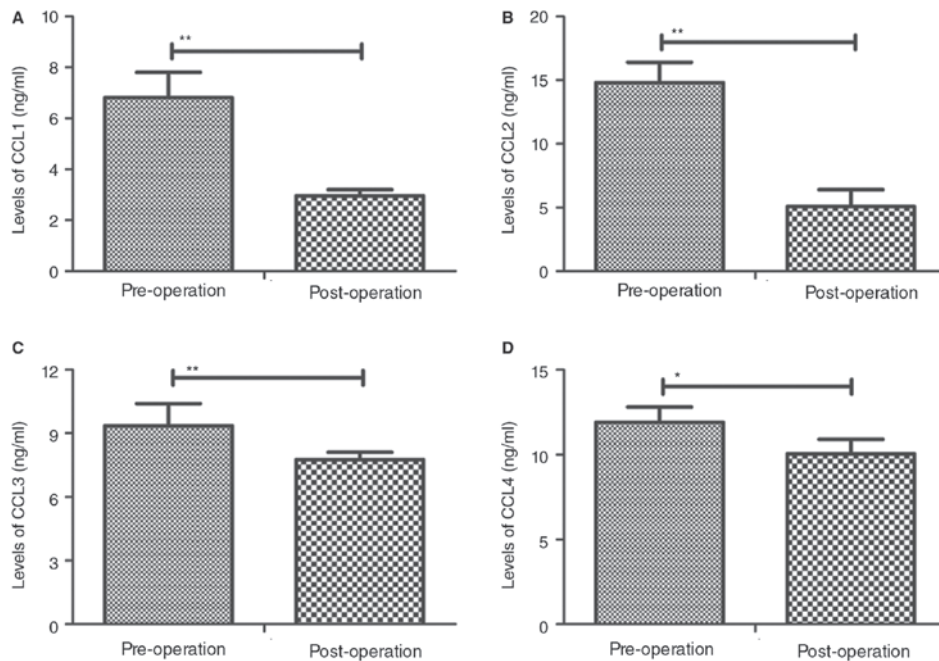 A
Levels of CCL1 (ng/ml)
10
8
6
4
2
0
**
Pre-operation
Post-operation
B
Levels of CCL2 (ng/ml)
20
15
10
5
0
**
Pre-operation
Post-operation
C
Levels of CCL3 (ng/ml)
12
9
6
3
0
**
Pre-operation
Post-operation
D
Levels of CCL4 (ng/ml)
15
10
5
0
*
Pre-operation
Post-operation